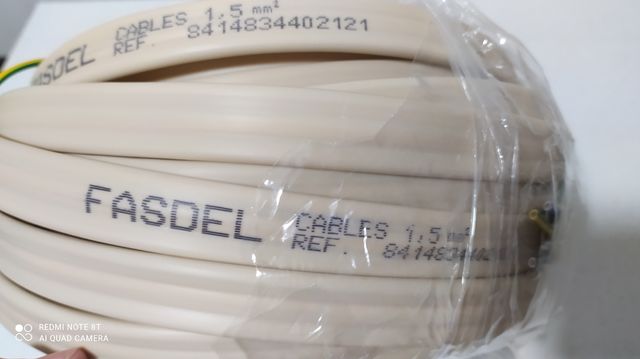 FASDEL CABLES 1,5 mm²
REF. 8414834402121
FASDEL CABLES 1,5 mm²
REF. 84148344021
REDMI NOTE 8T
AI QUAD CAMERA